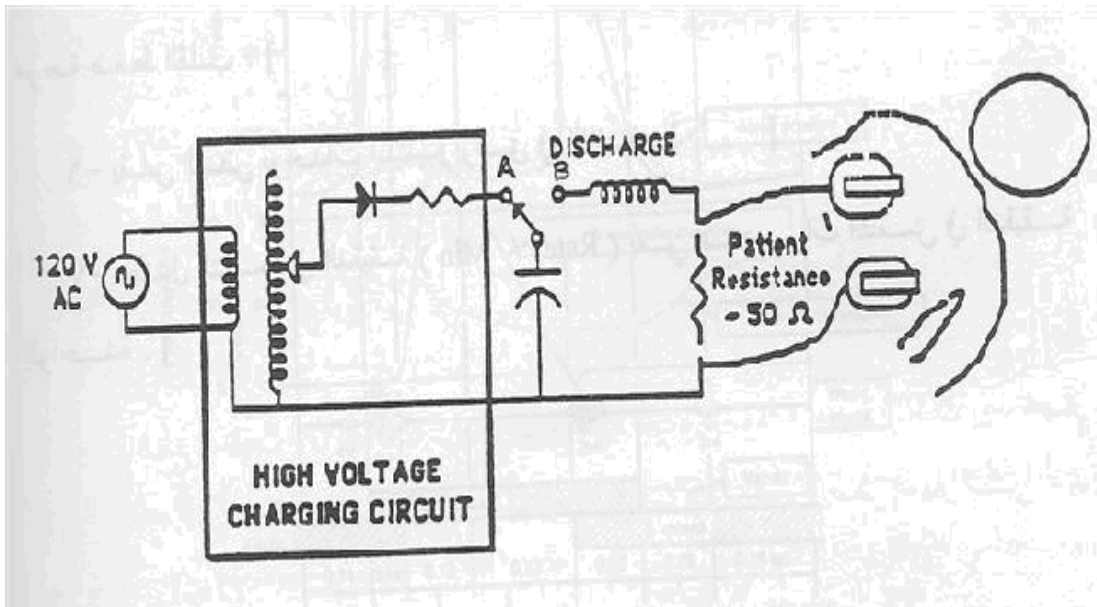 A
DISCHARGE
B
120 V
AC
Patient
Resistance
~50 Ω
HIGH VOLTAGE
CHARGING CIRCUIT